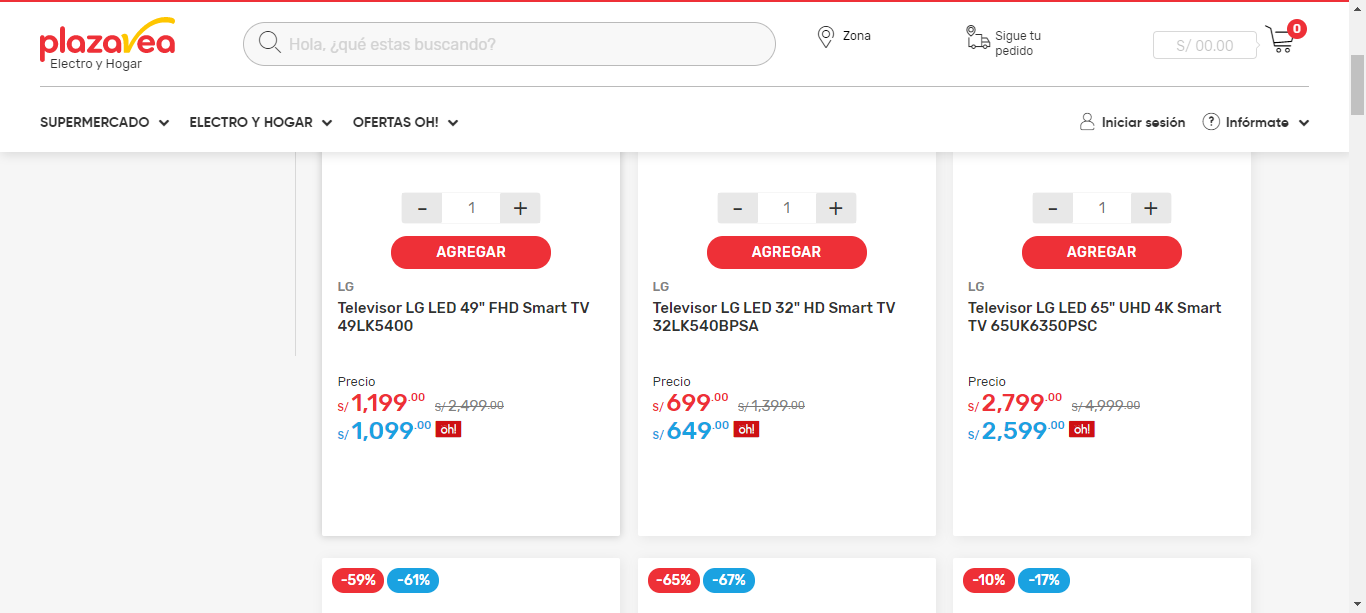 plazavea
Electro y Hogar
Hola, ¿qué estas buscando?
Zona
Sigue tu
pedido
S/ 00.00
0
SUPERMERCADO
ELECTRO Y HOGAR
OFERTAS OH!
Iniciar sesión
? Infórmate
- 1 +
AGREGAR
LG
Televisor LG LED 49" FHD Smart TV
49LK5400
Precio
S/ 1,199.00 S/ 2,499.00
S/ 1,099.00 oh!
- 1 +
AGREGAR
LG
Televisor LG LED 32" HD Smart TV
32LK540BPSA
Precio
S/ 699.00 S/ 1,399.00
S/ 649.00 oh!
- 1 +
AGREGAR
LG
Televisor LG LED 65" UHD 4K Smart
TV 65UK6350PSC
Precio
S/ 2,799.00 S/ 4,999.00
S/ 2,599.00 oh!
-59% -61%
-65% -67%
-10% -17%